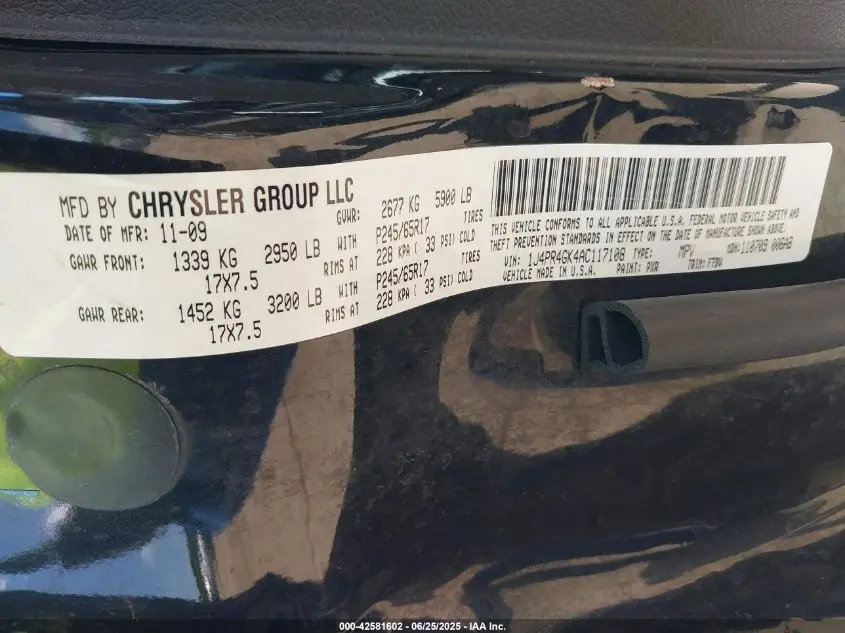 MFD BY CHRYSLER GROUP LLC
DATE OF MFR: 11-09 GVWR: 2677 KG 5900 LB
GAWR FRONT: 1339 KG 2950 LB WITH P245/65R17 TIRES
17X7.5 RIMS AT 228 KPA ( 33 PSI) COLD
GAWR REAR: 1452 KG 3200 LB WITH P245/65R17 TIRES
17X7.5 RIMS AT 228 KPA ( 33 PSI) COLD
THIS VEHICLE CONFORMS TO ALL APPLICABLE U.S.A. FEDERAL MOTOR VEHICLE SAFETY AND
THEFT PREVENTION STANDARDS IN EFFECT ON THE DATE OF MANUFACTURE SHOWN ABOVE.
VIN: 1J4PR4GK4AC117108 TYPE: MPV MDH:110709 006AB
VEHICLE MADE IN U.S.A. PAINT: PXR TRIM: F7DV
000-42581602 - 06/25/2025 - IAA Inc.